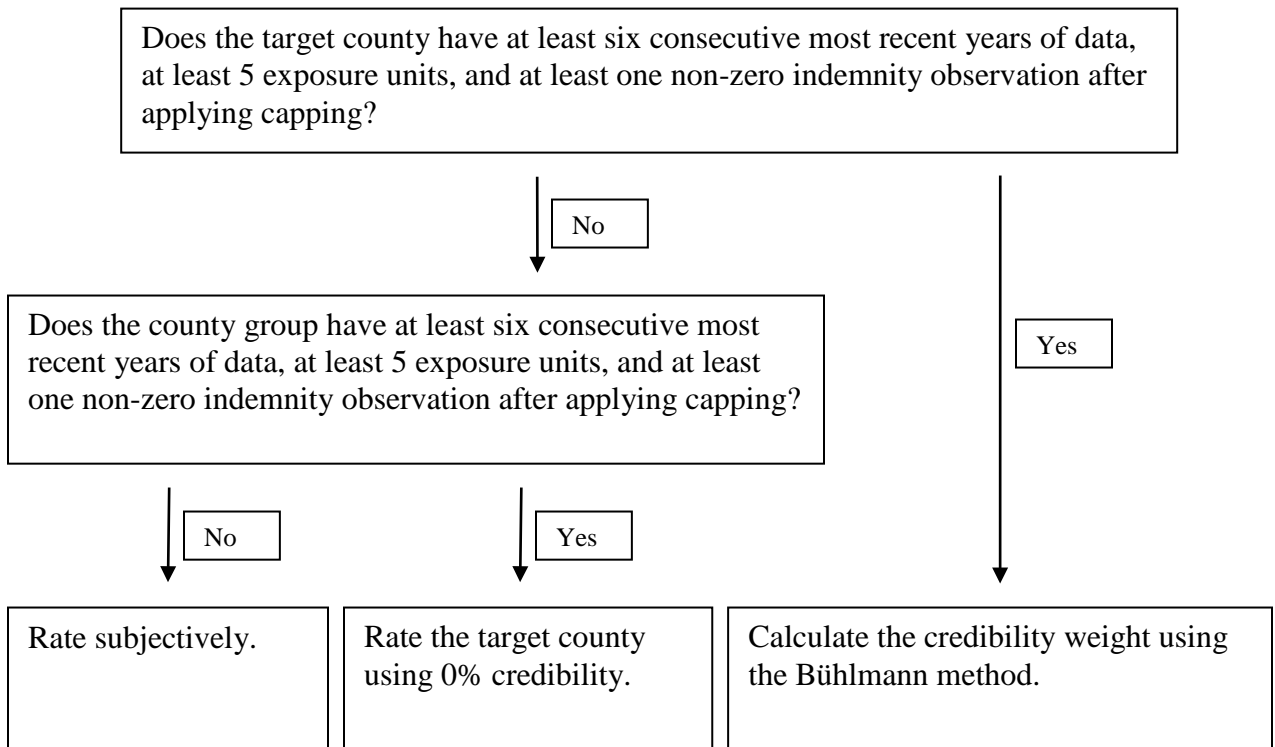 Does the target county have at least six consecutive most recent years of data,
at least 5 exposure units, and at least one non-zero indemnity observation after
applying capping?
No
Yes
Does the county group have at least six consecutive most
recent years of data, at least 5 exposure units, and at least
one non-zero indemnity observation after applying capping?
No
Yes
Rate subjectively.
Rate the target county
using 0% credibility.
Calculate the credibility weight using
the Bühlmann method.